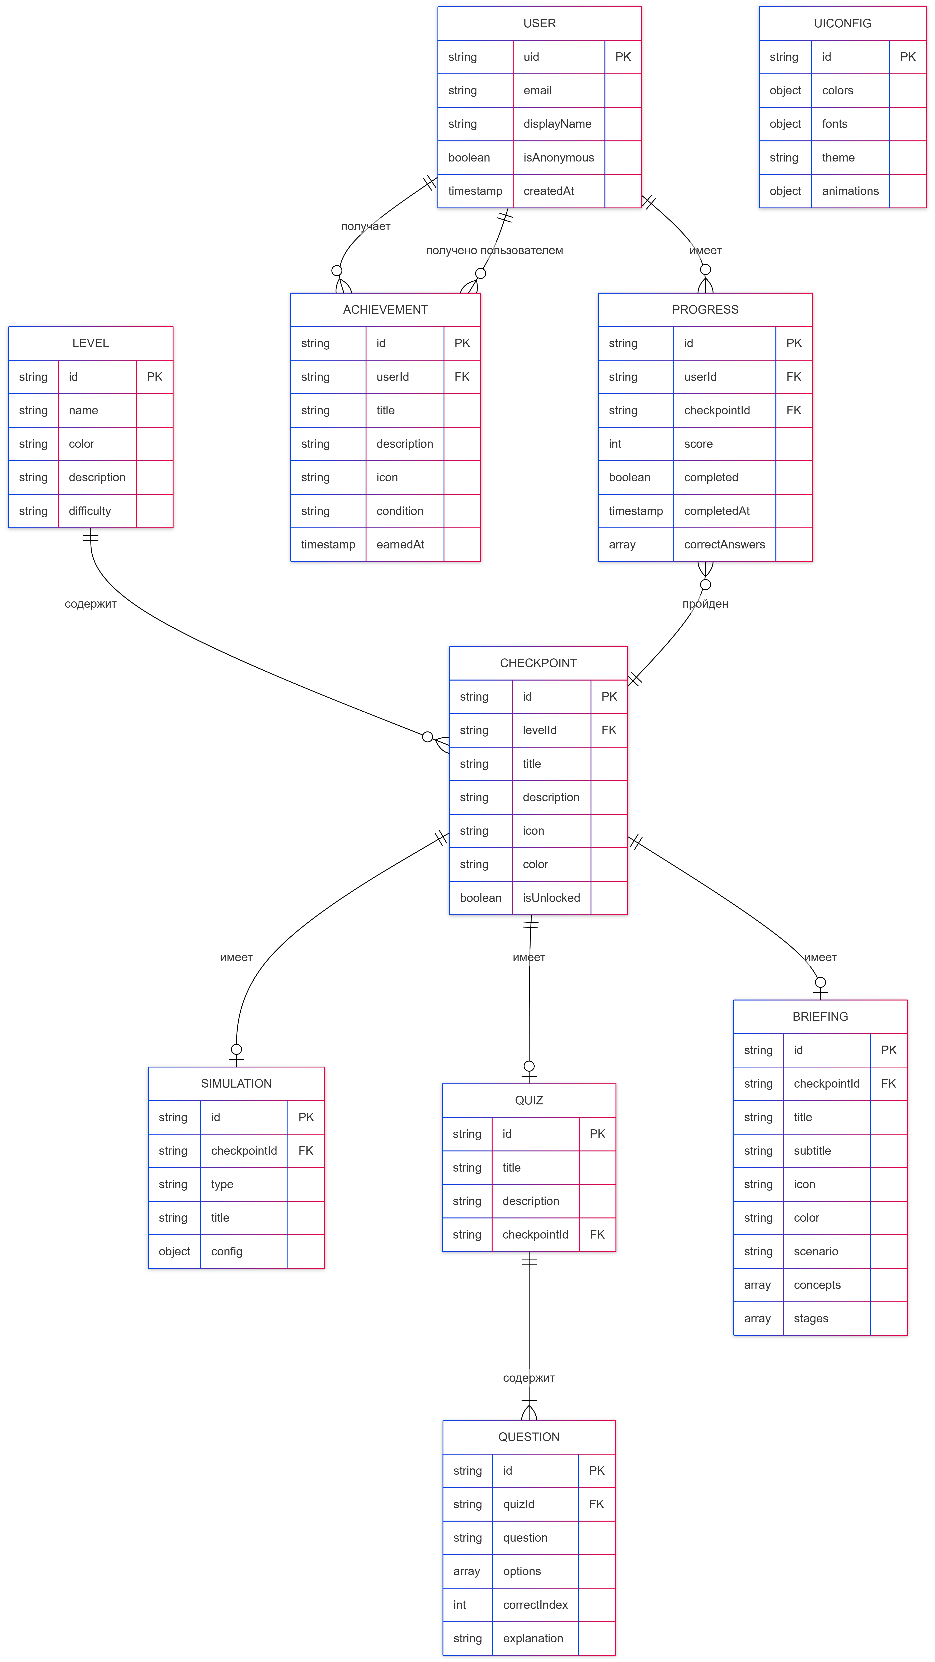 USER
string uid PK
string email
string displayName
boolean isAnonymous
timestamp createdAt
UICONFIG
string id PK
object colors
object fonts
string theme
object animations
получает
получено пользователем
имеет
ACHIEVEMENT
string id PK
string userId FK
string title
string description
string icon
string condition
timestamp earnedAt
PROGRESS
string id PK
string userId FK
string checkpointId FK
int score
boolean completed
timestamp completedAt
array correctAnswers
LEVEL
string id PK
string name
string color
string description
string difficulty
содержит
пройден
CHECKPOINT
string id PK
string levelId FK
string title
string description
string icon
string color
boolean isUnlocked
имеет
имеет
имеет
SIMULATION
string id PK
string checkpointId FK
string type
string title
object config
QUIZ
string id PK
string title
string description
string checkpointId FK
BRIEFING
string id PK
string checkpointId FK
string title
string subtitle
string icon
string color
string scenario
array concepts
array stages
содержит
QUESTION
string id PK
string quizId FK
string question
array options
int correctIndex
string explanation